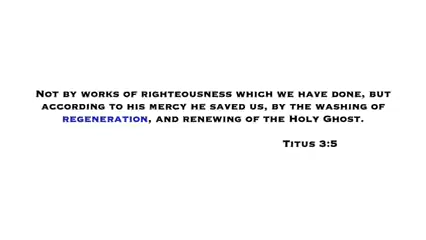 Not by works of righteousness which we have done, but
according to his mercy he saved us, by the washing of
regeneration, and renewing of the Holy Ghost.
Titus 3:5